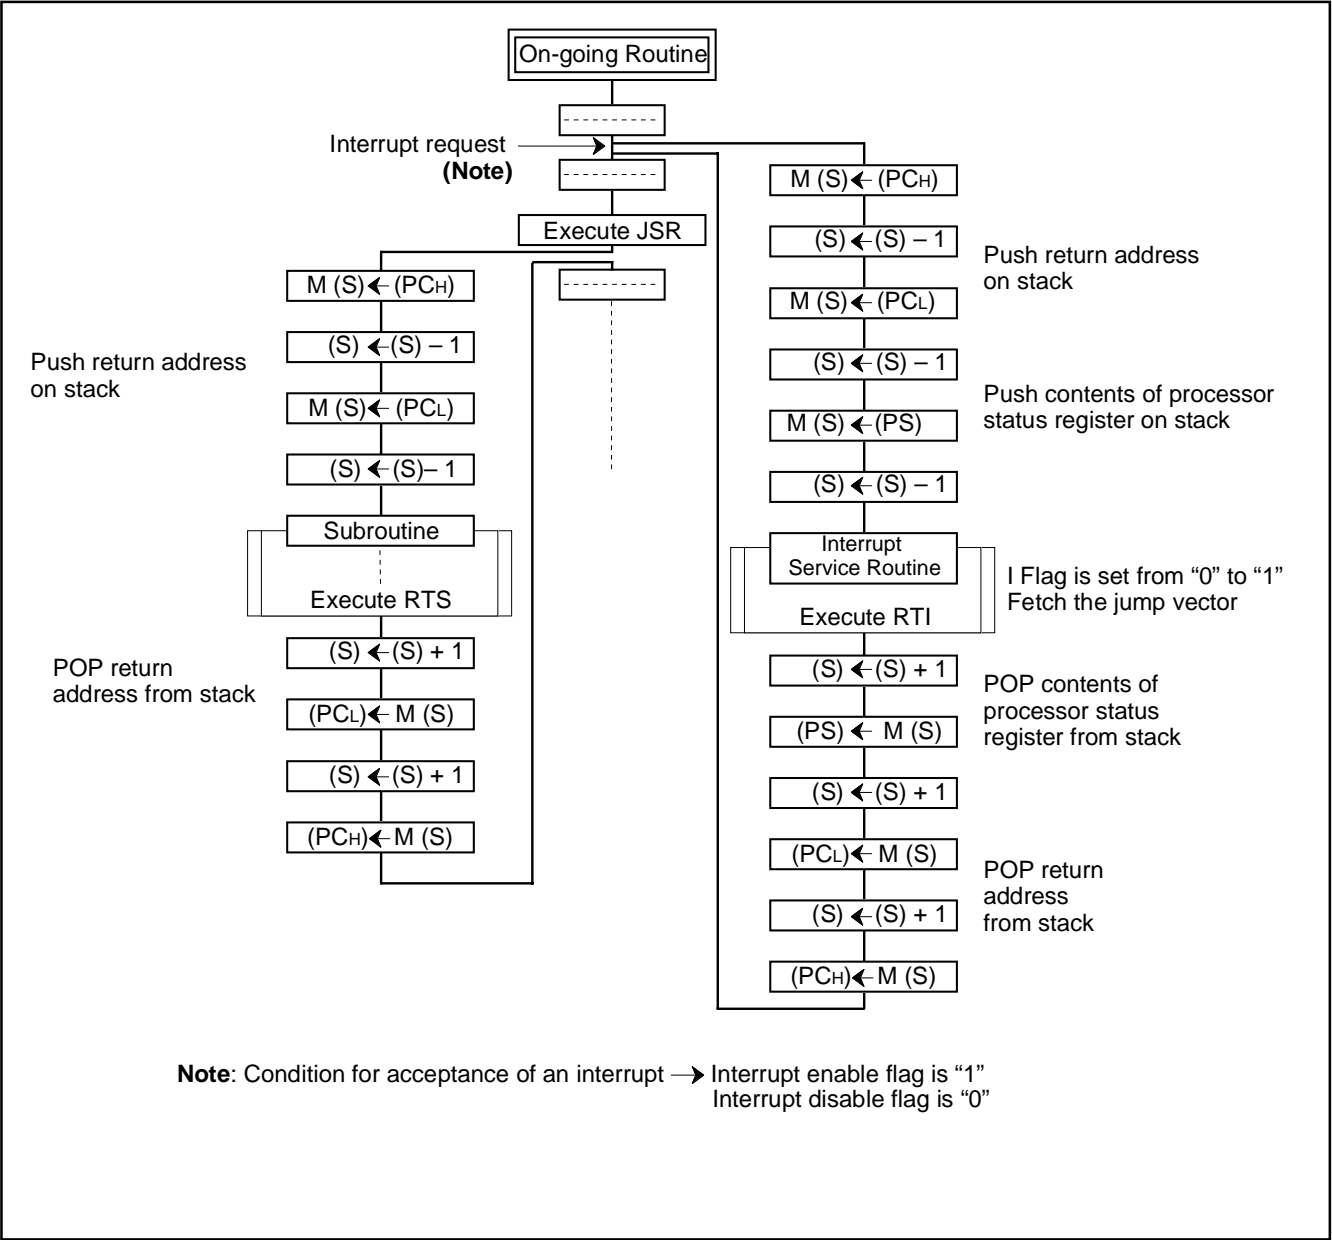 On-going Routine
Interrupt request
(Note)
Execute JSR
M (S) ← (PCH)
(S) ← (S) – 1
M (S) ← (PCL)
(S) ← (S) – 1
Push return address
on stack
Subroutine
Execute RTS
(S) ← (S) + 1
(PCL) ← M (S)
(S) ← (S) + 1
(PCH) ← M (S)
POP return
address from stack
M (S) ← (PCH)
(S) ← (S) – 1
M (S) ← (PCL)
(S) ← (S) – 1
M (S) ← (PS)
(S) ← (S) – 1
Push return address
on stack
Push contents of processor
status register on stack
Interrupt
Service Routine
Execute RTI
I Flag is set from “0” to “1”
Fetch the jump vector
(S) ← (S) + 1
(PS) ← M (S)
(S) ← (S) + 1
(PCL) ← M (S)
(S) ← (S) + 1
(PCH) ← M (S)
POP contents of
processor status
register from stack
POP return
address
from stack
Note: Condition for acceptance of an interrupt → Interrupt enable flag is “1”
Interrupt disable flag is “0”